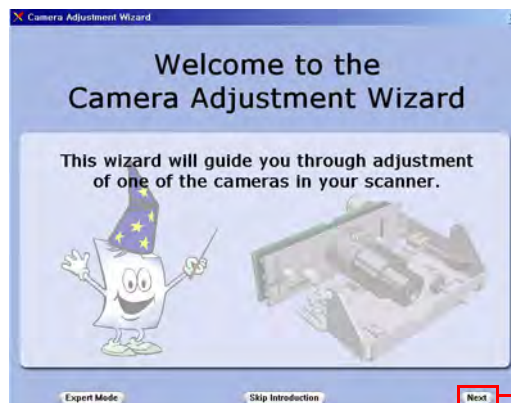 Camera Adjustment Wizard
Welcome to the
Camera Adjustment Wizard
This wizard will guide you through adjustment
of one of the cameras in your scanner.
Expert Mode Skip Introduction Next